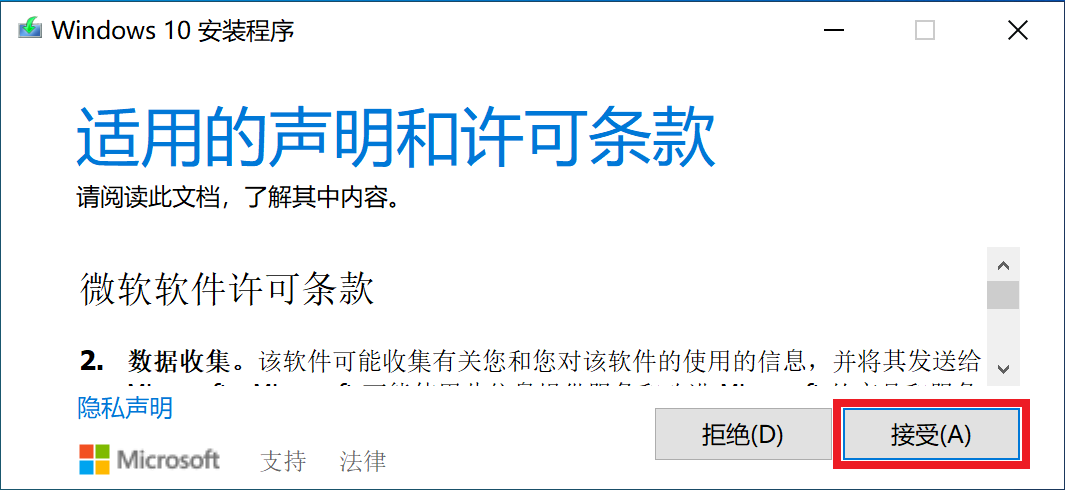 Windows 10 安装程序
适用的声明和许可条款
请阅读此文档，了解其中内容。
微软软件许可条款
2. 数据收集。该软件可能收集有关您和您对该软件的使用的信息，并将其发送给
隐私声明
拒绝(D) 接受(A)
Microsoft 支持 法律